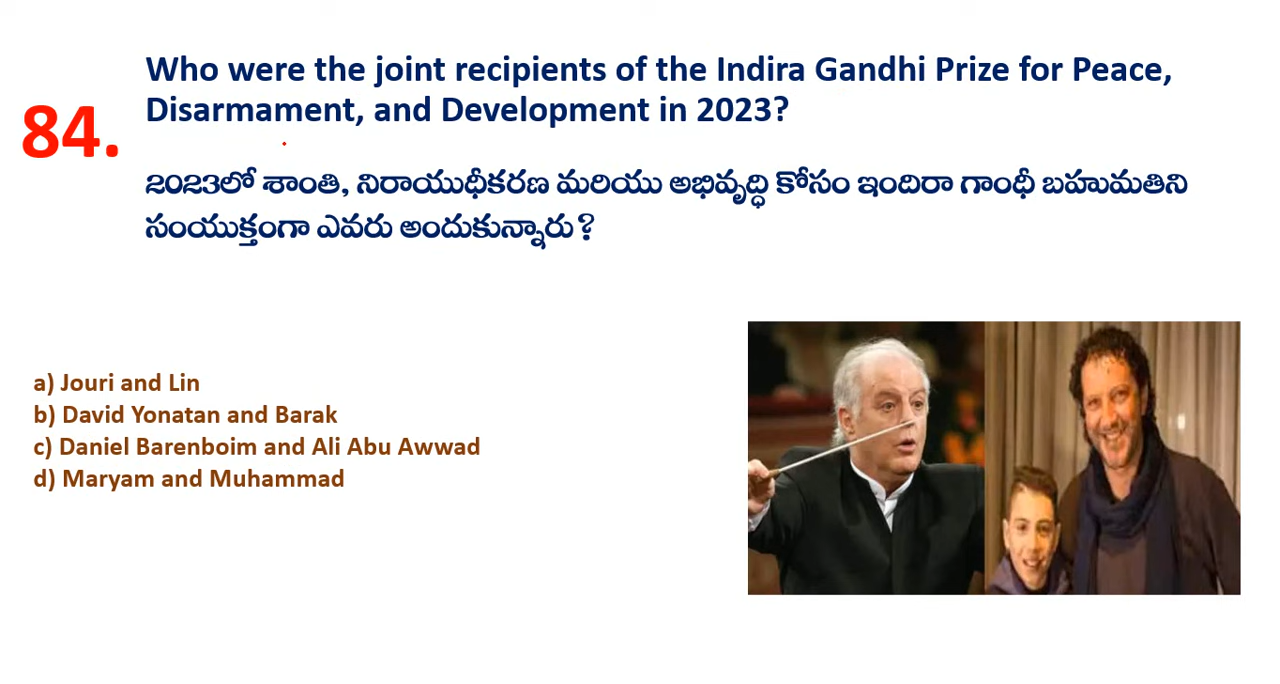 Who were the joint recipients of the Indira Gandhi Prize for Peace,
Disarmament, and Development in 2023?
84.
2023లో శాంతి, నిరాయుధీకరణ మరియు అభివృద్ధి కోసం ఇందిరా గాంధీ బహుమతిని
సంయుక్తంగా ఎవరు అందుకున్నారు?
a) Jouri and Lin
b) David Yonatan and Barak
c) Daniel Barenboim and Ali Abu Awwad
d) Maryam and Muhammad